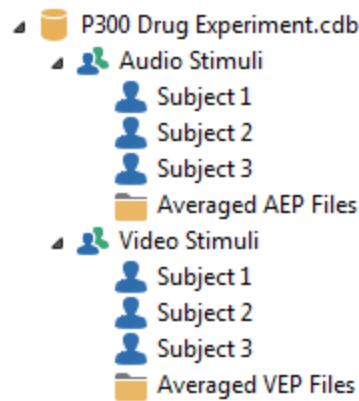 P300 Drug Experiment.cdb
Audio Stimuli
Subject 1
Subject 2
Subject 3
Averaged AEP Files
Video Stimuli
Subject 1
Subject 2
Subject 3
Averaged VEP Files